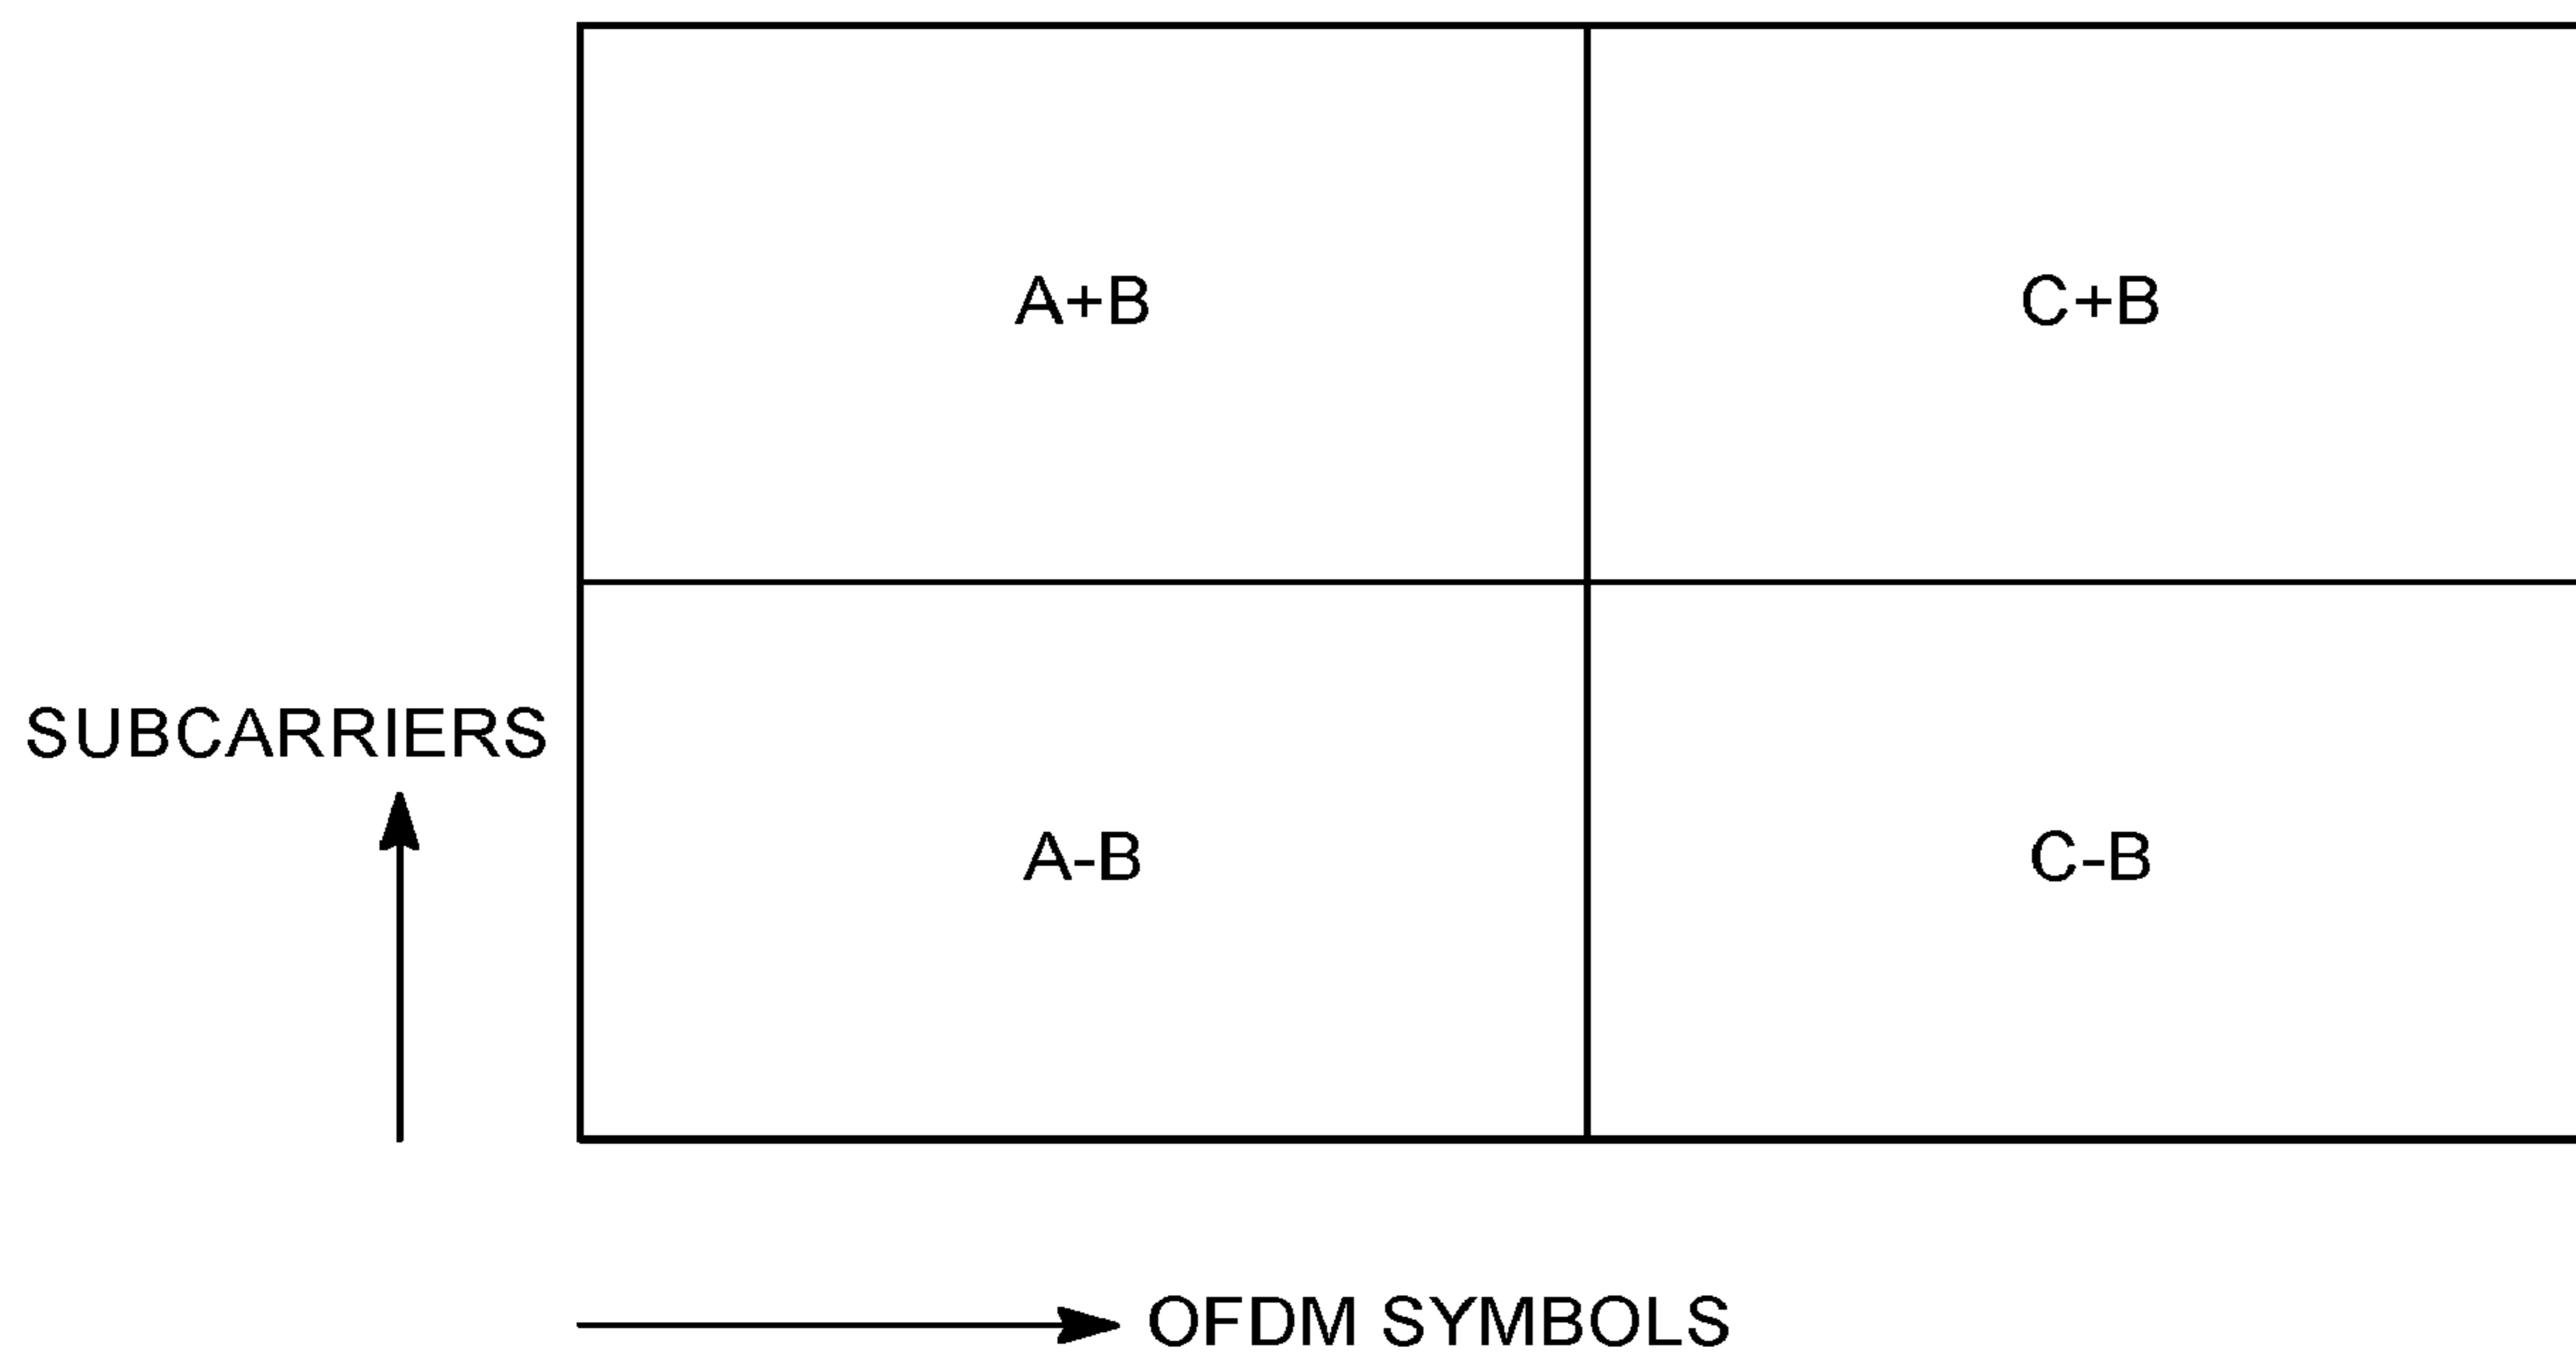 A+B
C+B
SUBCARRIERS
A-B
C-B
OFDM SYMBOLS